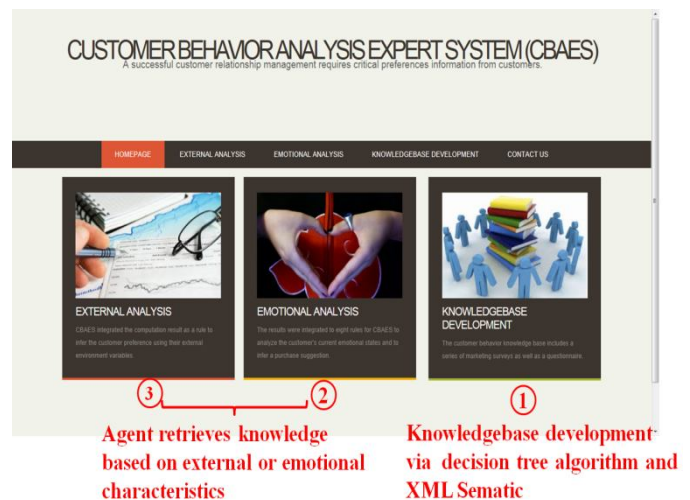 CUSTOMER BEHAVIOR ANALYSIS EXPERT SYSTEM (CBAES)
A successful customer relationship management requires critical preferences information from customers.
HOMEPAGE EXTERNAL ANALYSIS EMOTIONAL ANALYSIS KNOWLEDGEBASE DEVELOPMENT CONTACT US
EXTERNAL ANALYSIS
CBAES integrated the computation result as a rule to
infer the customer preference using their external
environment variables.
EMOTIONAL ANALYSIS
The results were integrated to eight rules for CBAES to
analyze the customer's current emotional states and to
infer a purchase suggestion
KNOWLEDGEBASE
DEVELOPMENT
The customer behavior knowledge base includes a
series of marketing surveys as well as a questionnaire.
3
2
1
Agent retrieves knowledge
based on external or emotional
characteristics
Knowledgebase development
via decision tree algorithm and
XML Sematic